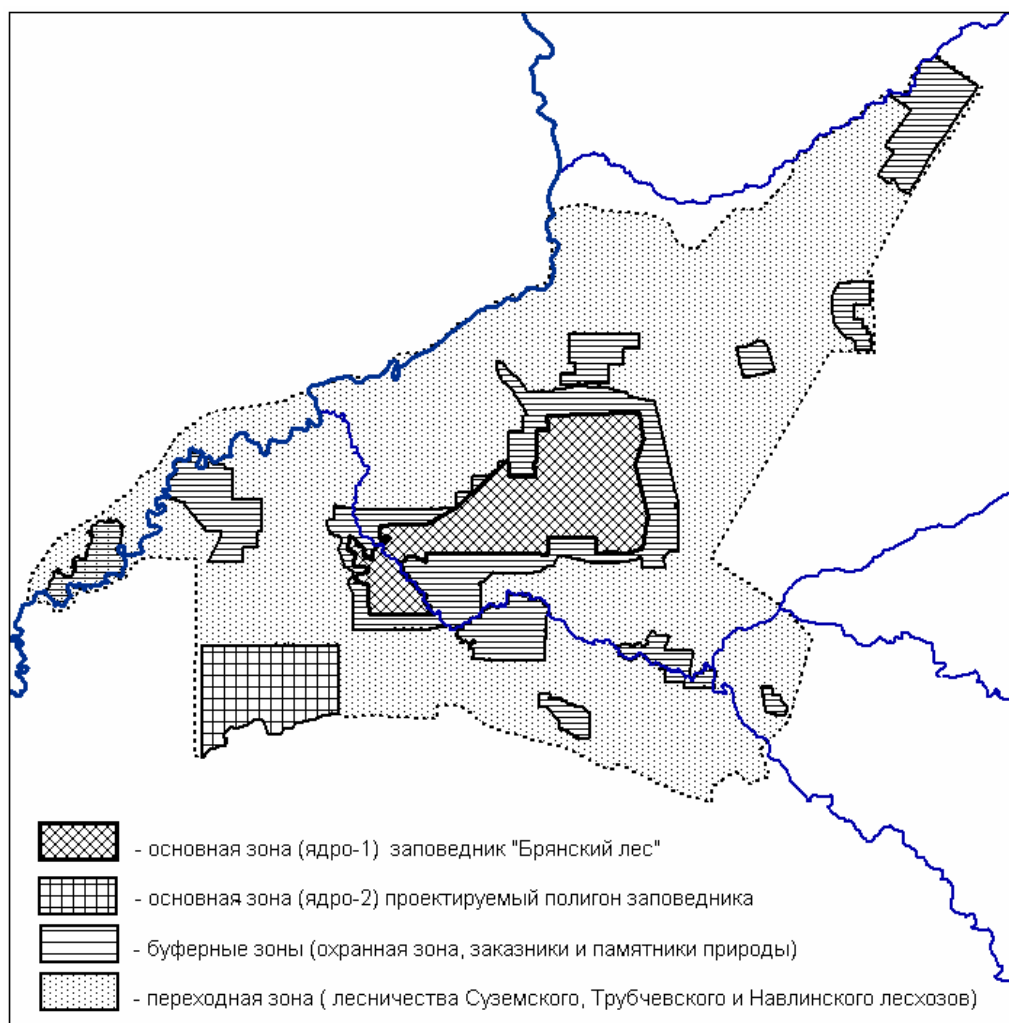 - основная зона (ядро-1) заповедник "Брянский лес"
- основная зона (ядро-2) проектируемый полигон заповедника
- буферные зоны (охранная зона, заказники и памятники природы)
- переходная зона ( лесничества Суземского, Трубчевского и Навлинского лесхозов)